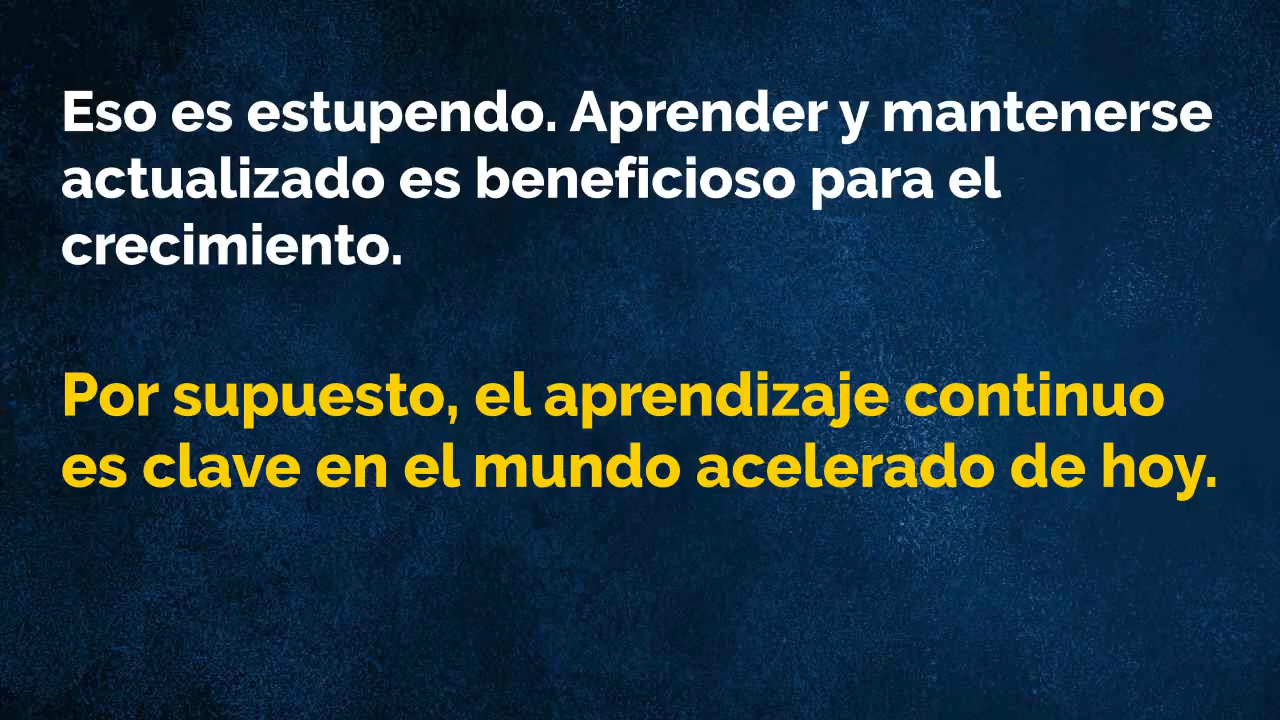 Eso es estupendo. Aprender y mantenerse
actualizado es beneficioso para el
crecimiento.
Por supuesto, el aprendizaje continuo
es clave en el mundo acelerado de hoy.